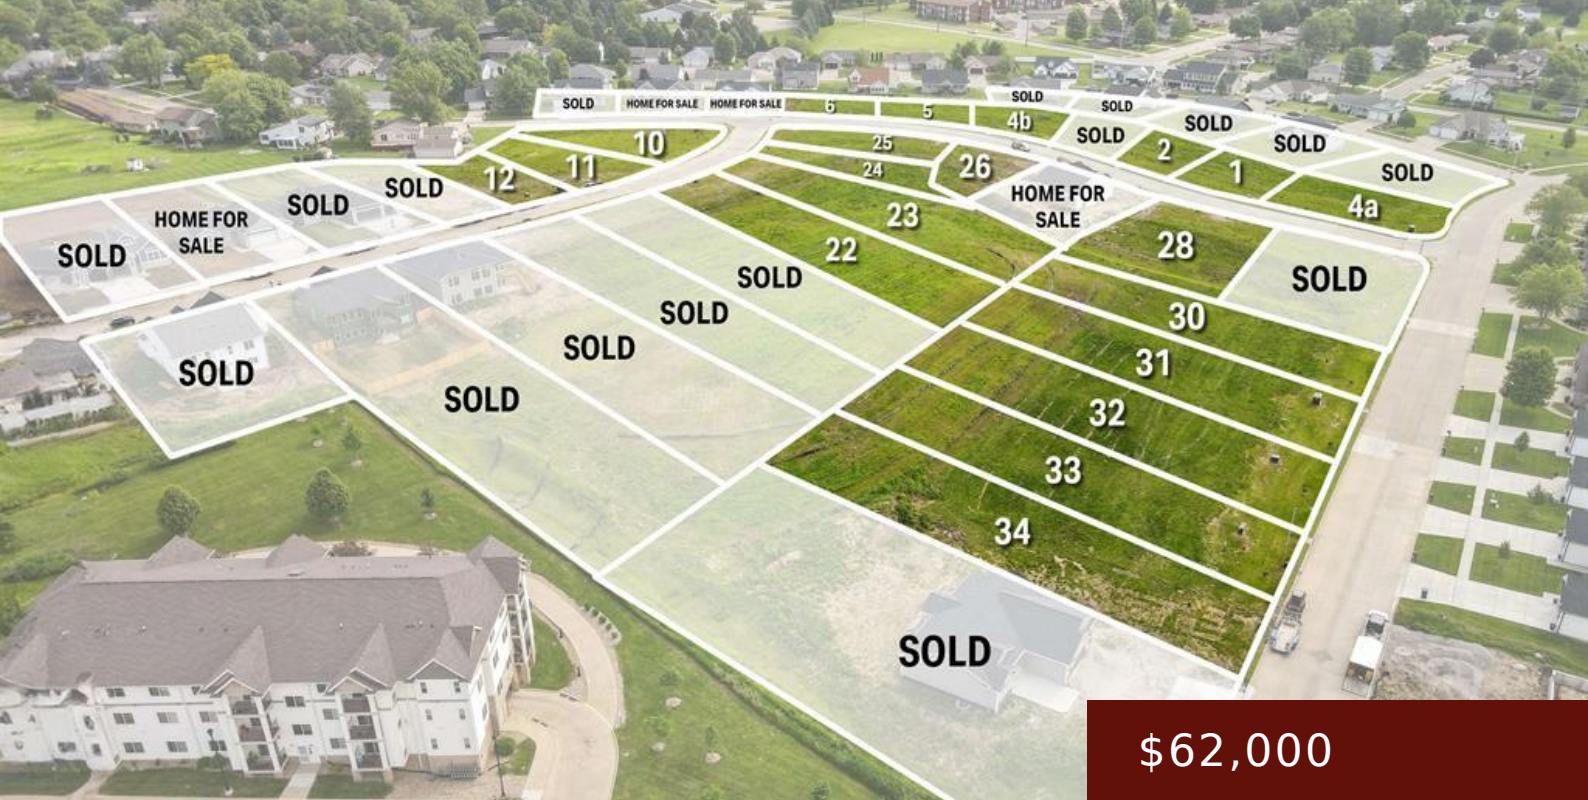 SOLD
HOME FOR SALE
HOME FOR SALE
6
5
SOLD
4b
SOLD
SOLD
SOLD
2
SOLD
1
SOLD
4a
10
11
12
25
24
26
HOME FOR
SALE
SOLD
SOLD
HOME FOR
SALE
SOLD
23
22
28
SOLD
SOLD
SOLD
SOLD
SOLD
SOLD
30
31
32
33
34
SOLD
$62,000